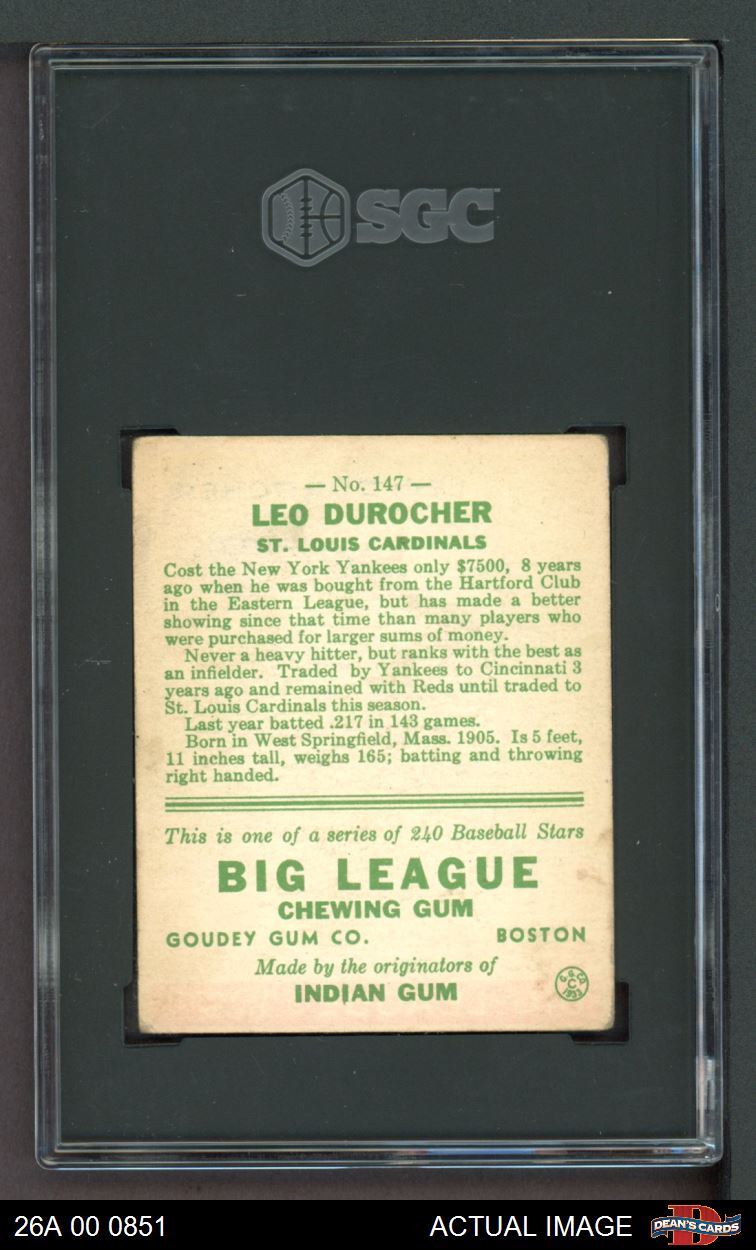 SGC
— No. 147 —
LEO DUROCHER
ST. LOUIS CARDINALS
Cost the New York Yankees only $7500, 8 years
ago when he was bought from the Hartford Club
in the Eastern League, but has made a better
showing since that time than many players who
were purchased for larger sums of money.
Never a heavy hitter, but ranks with the best as
an infielder. Traded by Yankees to Cincinnati 3
years ago and remained with Reds until traded to
St. Louis Cardinals this season.
Last year batted .217 in 143 games.
Born in West Springfield, Mass. 1905. Is 5 feet,
11 inches tall, weighs 165; batting and throwing
right handed.
This is one of a series of 240 Baseball Stars
BIG LEAGUE
CHEWING GUM
GOUDEY GUM CO. BOSTON
Made by the originators of
INDIAN GUM
G.G.CO
C
1933
26A 00 0851 ACTUAL IMAGE D DEAN'S CARDS